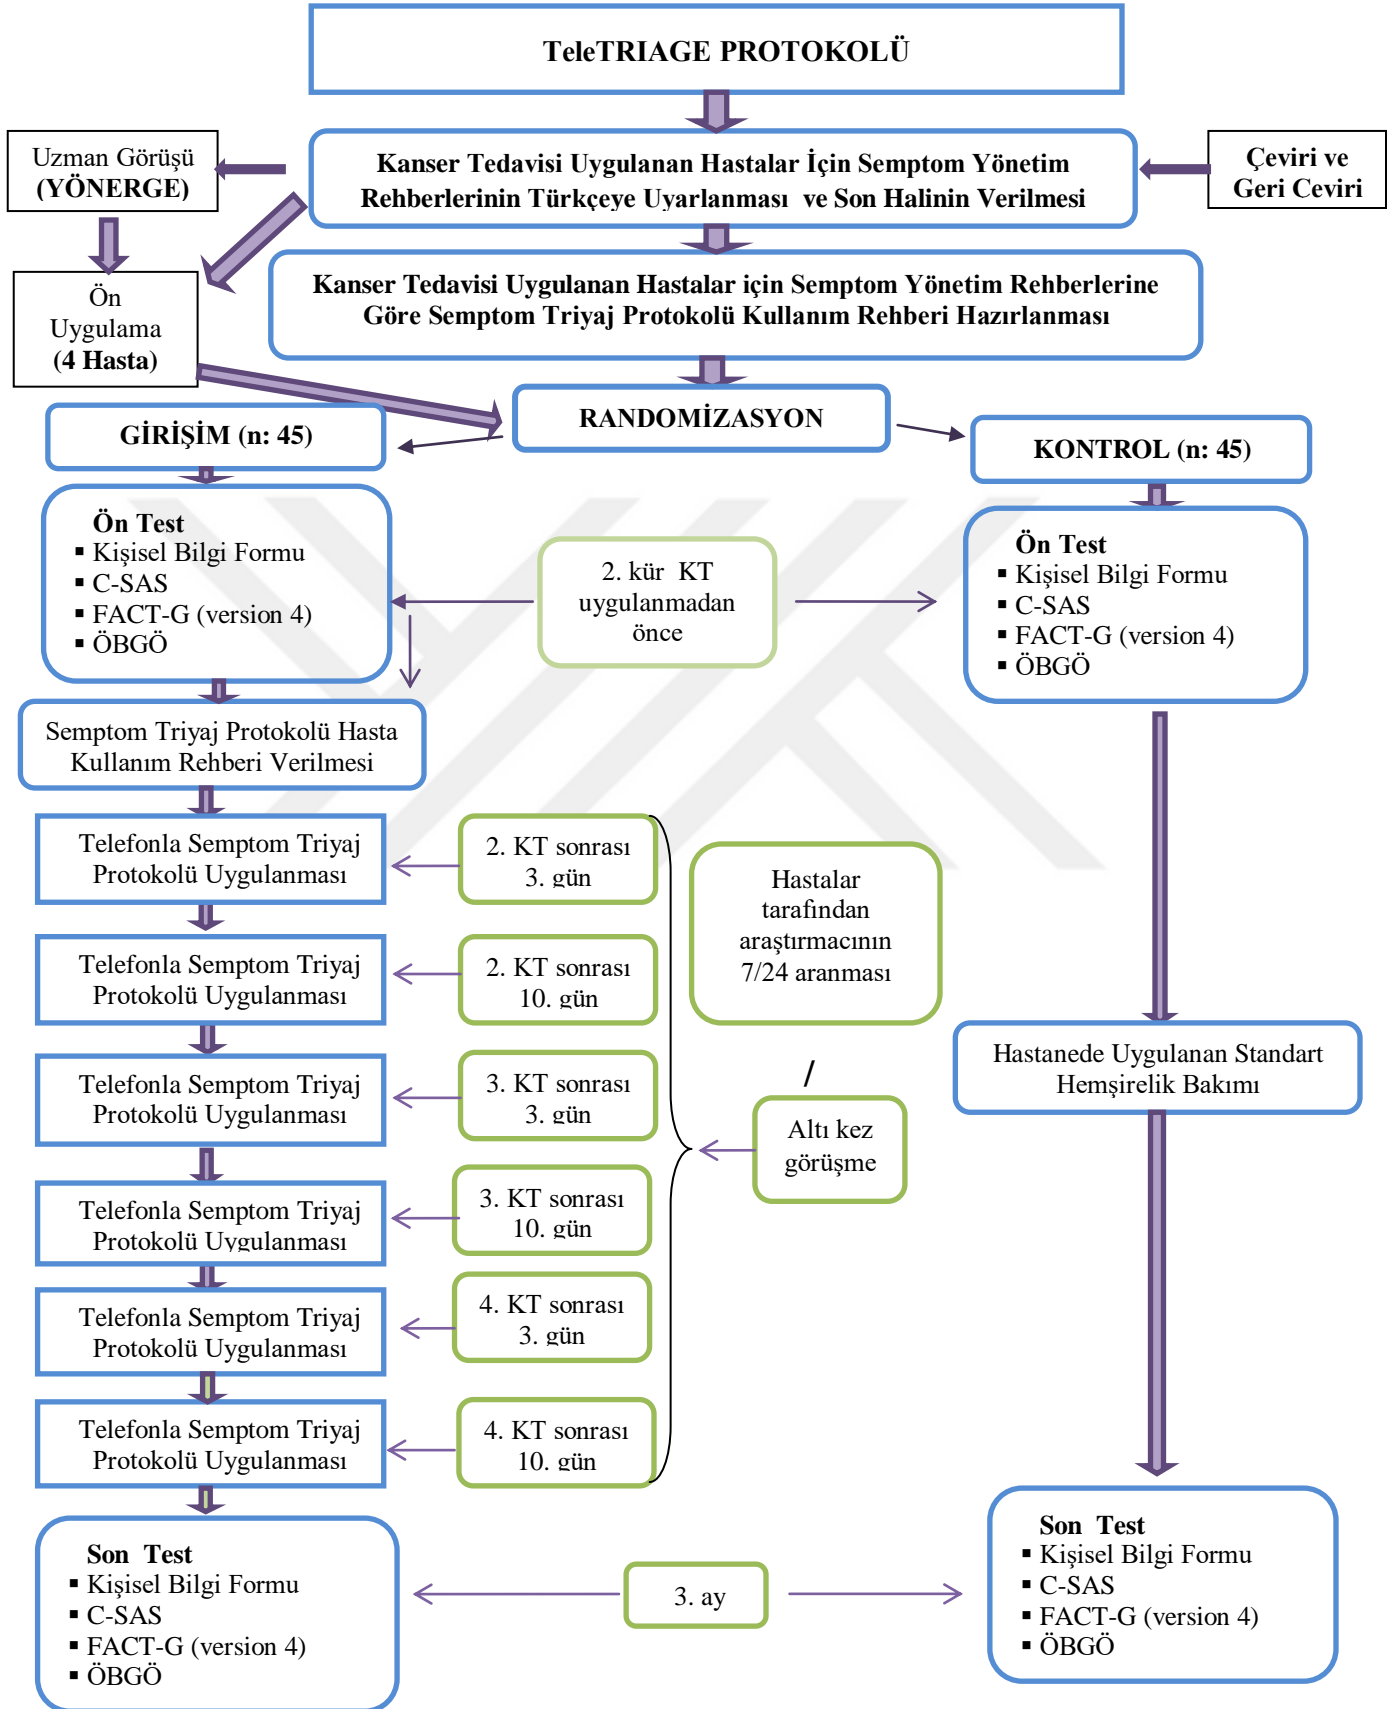 TeleTRIAGE PROTOKOLÜ
Uzman Görüşü
(YÖNERGE)
Kanser Tedavisi Uygulanan Hastalar İçin Semptom Yönetim
Rehberlerinin Türkçeye Uyarlanması ve Son Halinin Verilmesi
Çeviri ve
Geri Ceviri
Ön
Uygulama
(4 Hasta)
Kanser Tedavisi Uygulanan Hastalar için Semptom Yönetim Rehberlerine
Göre Semptom Triyaj Protokolü Kullanım Rehberi Hazırlanması
RANDOMİZASYON
GİRİŞİM (n: 45)
KONTROL (n: 45)
Ön Test
▪ Kişisel Bilgi Formu
▪ C-SAS
▪ FACT-G (version 4)
▪ ÖBGÖ
2. kür KT
uygulanmadan
önce
Ön Test
▪ Kişisel Bilgi Formu
▪ C-SAS
▪ FACT-G (version 4)
▪ ÖBGÖ
Semptom Triyaj Protokolü Hasta
Kullanım Rehberi Verilmesi
Telefonla Semptom Triyaj
Protokolü Uygulanması
2. KT sonrası
3. gün
Hastalar
tarafından
araştırmacının
7/24 aranması
Telefonla Semptom Triyaj
Protokolü Uygulanması
2. KT sonrası
10. gün
Hastanede Uygulanan Standart
Hemşirelik Bakımı
/
Telefonla Semptom Triyaj
Protokolü Uygulanması
3. KT sonrası
3. gün
Altı kez
görüşme
Telefonla Semptom Triyaj
Protokolü Uygulanması
3. KT sonrası
10. gün
Telefonla Semptom Triyaj
Protokolü Uygulanması
4. KT sonrası
3. gün
Telefonla Semptom Triyaj
Protokolü Uygulanması
4. KT sonrası
10. gün
Son Test
▪ Kişisel Bilgi Formu
▪ C-SAS
▪ FACT-G (version 4)
▪ ÖBGÖ
3. ay
Son Test
▪ Kişisel Bilgi Formu
▪ C-SAS
▪ FACT-G (version 4)
▪ ÖBGÖ